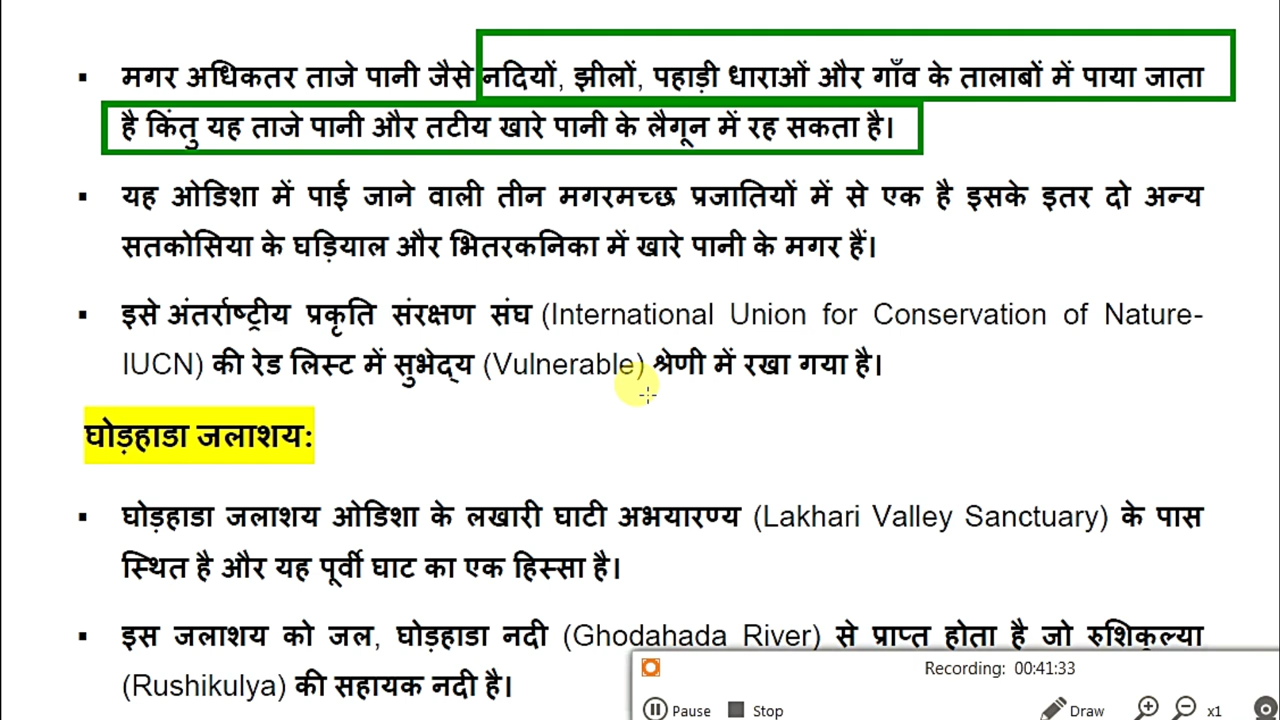 ▪ मगर अधिकतर ताजे पानी जैसे नदियों, झीलों, पहाड़ी धाराओं और गाँव के तालाबों में पाया जाता
है किंतु यह ताजे पानी और तटीय खारे पानी के लैगून में रह सकता है।
▪ यह ओडिशा में पाई जाने वाली तीन मगरमच्छ प्रजातियों में से एक है इसके इतर दो अन्य
सतकोसिया के घड़ियाल और भितरकनिका में खारे पानी के मगर हैं।
▪ इसे अंतर्राष्ट्रीय प्रकृति संरक्षण संघ (International Union for Conservation of Nature-
IUCN) की रेड लिस्ट में सुभेद्‌य (Vulnerable) श्रेणी में रखा गया है।
घोड़हाडा जलाशय:
▪ घोड़हाडा जलाशय ओडिशा के लखारी घाटी अभयारण्य (Lakhari Valley Sanctuary) के पास
स्थित है और यह पूर्वी घाट का एक हिस्सा है।
▪ इस जलाशय को जल, घोड़हाडा नदी (Ghodahada River) से प्राप्त होता है जो रुशिकुल्या
(Rushikulya) की सहायक नदी है।
Recording: 00:41:33
Pause Stop Draw x1